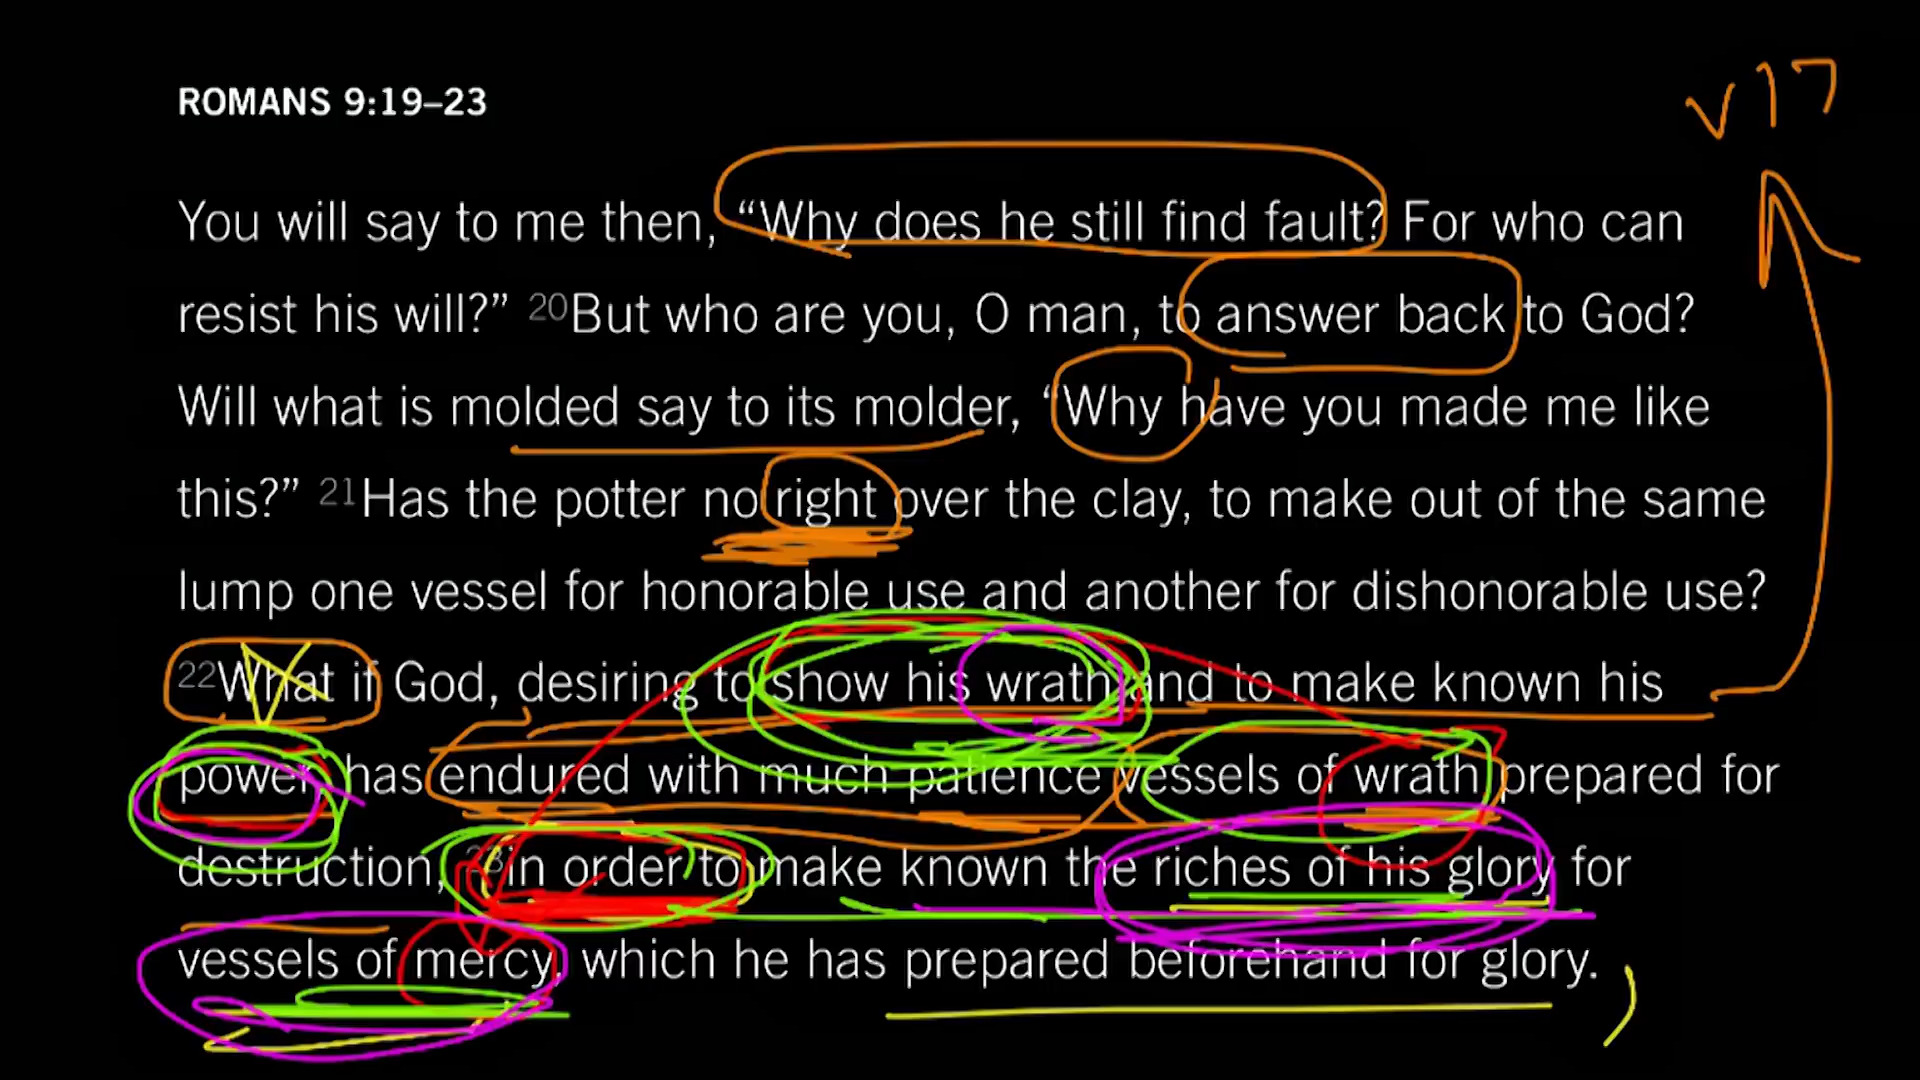 ROMANS 9:19–23
v17
You will say to me then, “Why does he still find fault? For who can
resist his will?” 20But who are you, O man, to answer back to God?
Will what is molded say to its molder, “Why have you made me like
this?” 21Has the potter no right over the clay, to make out of the same
lump one vessel for honorable use and another for dishonorable use?
22What if God, desiring to show his wrath and to make known his
power, has endured with much patience vessels of wrath prepared for
destruction, 23in order to make known the riches of his glory for
vessels of mercy, which he has prepared beforehand for glory.